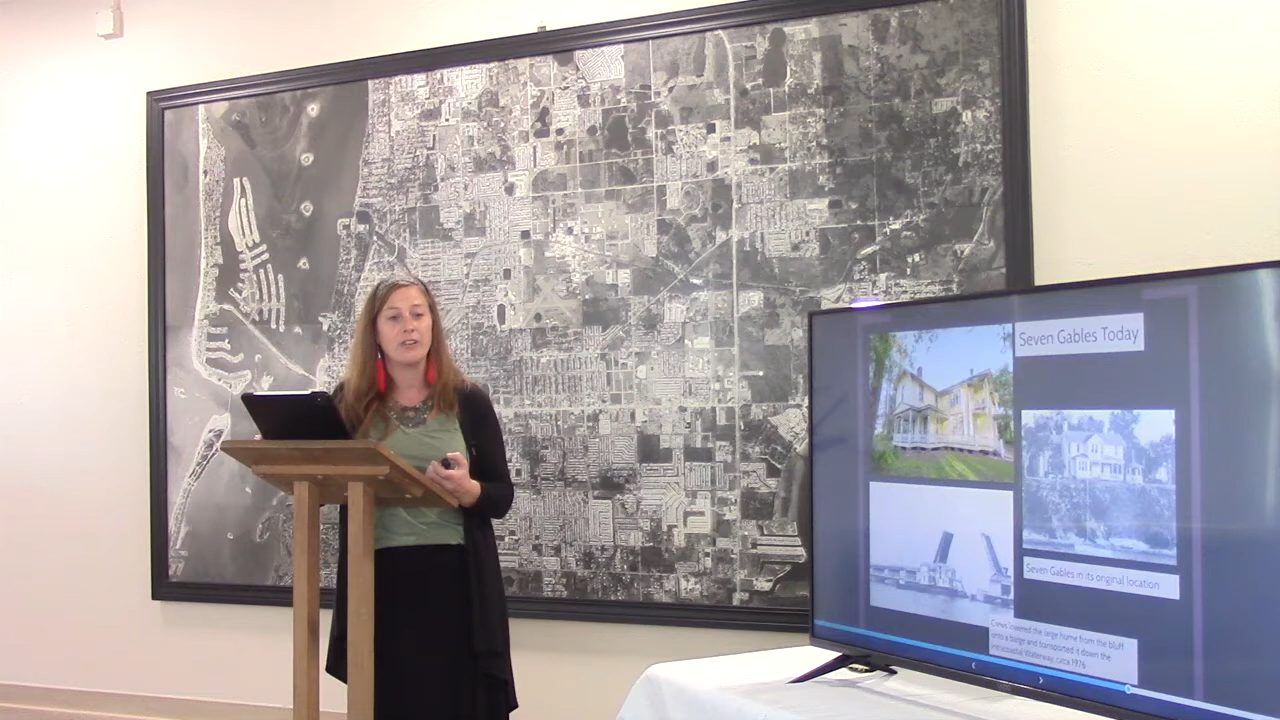 Seven Gables Today
Seven Gables in its original location
Crews lowered the large home from the bluff
onto a barge and transported it down the
Intracoastal Waterway, circa 1976